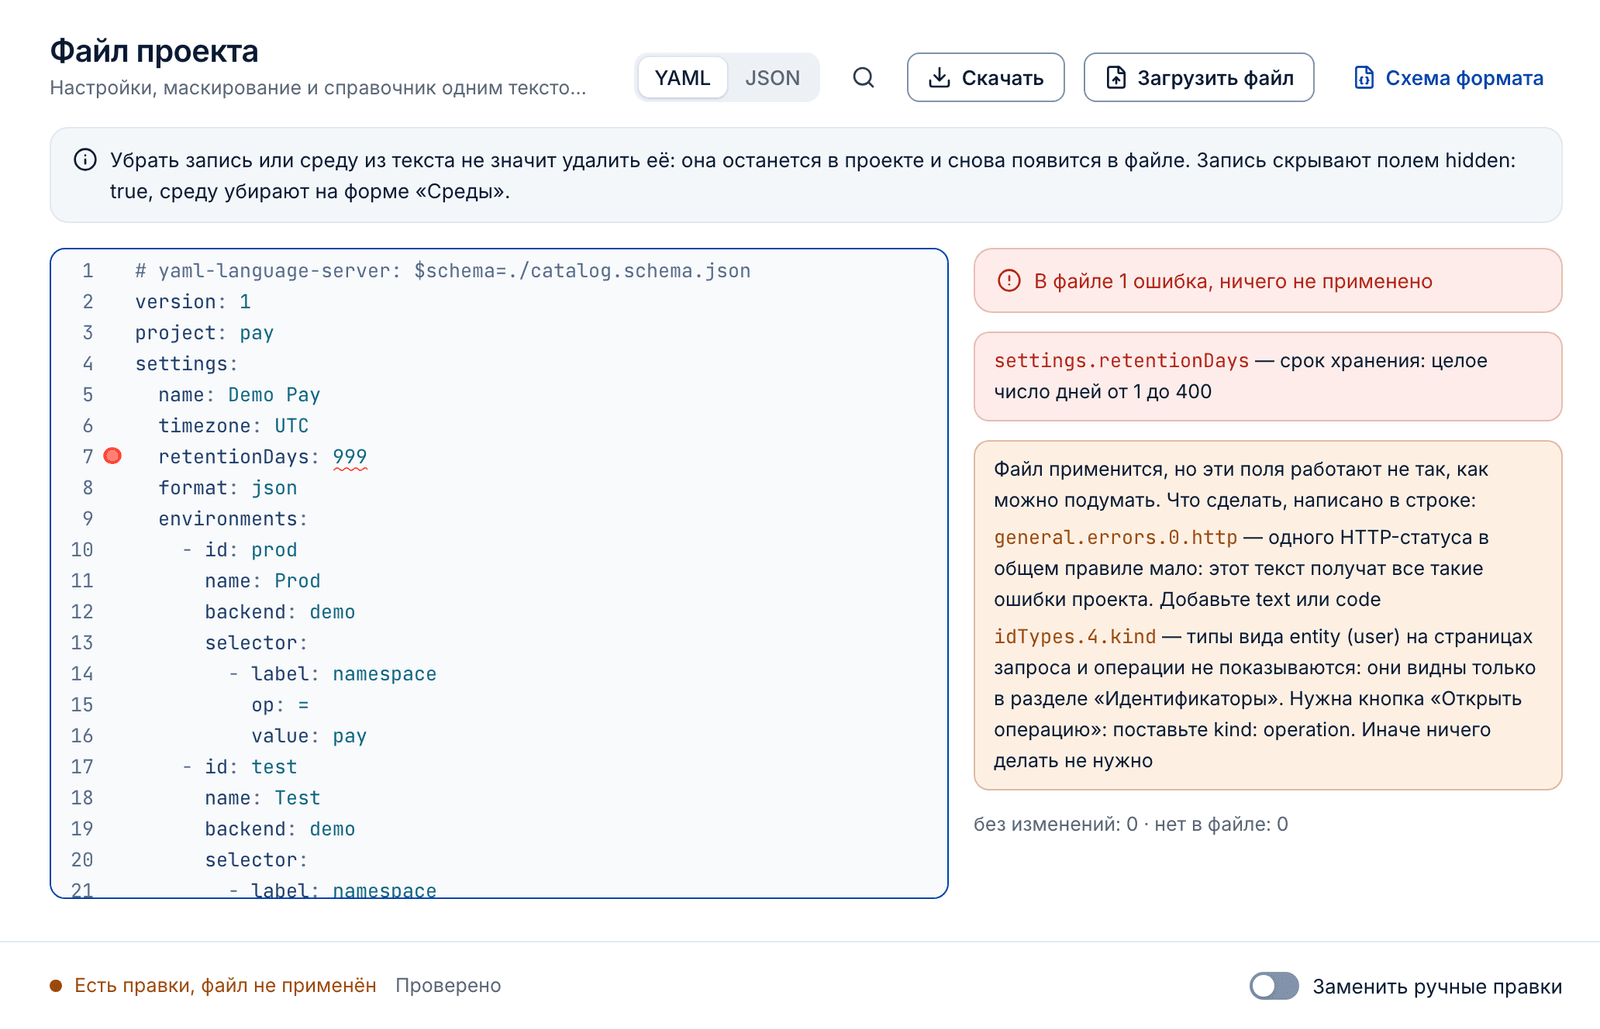 Файл проекта
Настройки, маскирование и справочник одним тексто...
YAML
JSON
Скачать
Загрузить файл
Схема формата
Убрать запись или среду из текста не значит удалить её: она останется в проекте и снова появится в файле. Запись скрывают полем hidden:
true, среду убирают на форме «Среды».
1 # yaml-language-server: $schema=./catalog.schema.json
2 version: 1
3 project: pay
4 settings:
5 name: Demo Pay
6 timezone: UTC
7 retentionDays: 999
8 format: json
9 environments:
10 - id: prod
11 name: Prod
12 backend: demo
13 selector:
14 - label: namespace
15 op: =
16 value: pay
17 - id: test
18 name: Test
19 backend: demo
20 selector:
21 - label: namespace
В файле 1 ошибка, ничего не применено
settings.retentionDays — срок хранения: целое
число дней от 1 до 400
Файл применится, но эти поля работают не так, как
можно подумать. Что сделать, написано в строке:
general.errors.0.http — одного HTTP-статуса в
общем правиле мало: этот текст получат все такие
ошибки проекта. Добавьте text или code
idTypes.4.kind — типы вида entity (user) на страницах
запроса и операции не показываются: они видны только
в разделе «Идентификаторы». Нужна кнопка «Открыть
операцию»: поставьте kind: operation. Иначе ничего
делать не нужно
без изменений: 0 · нет в файле: 0
Есть правки, файл не применён
Проверено
Заменить ручные правки